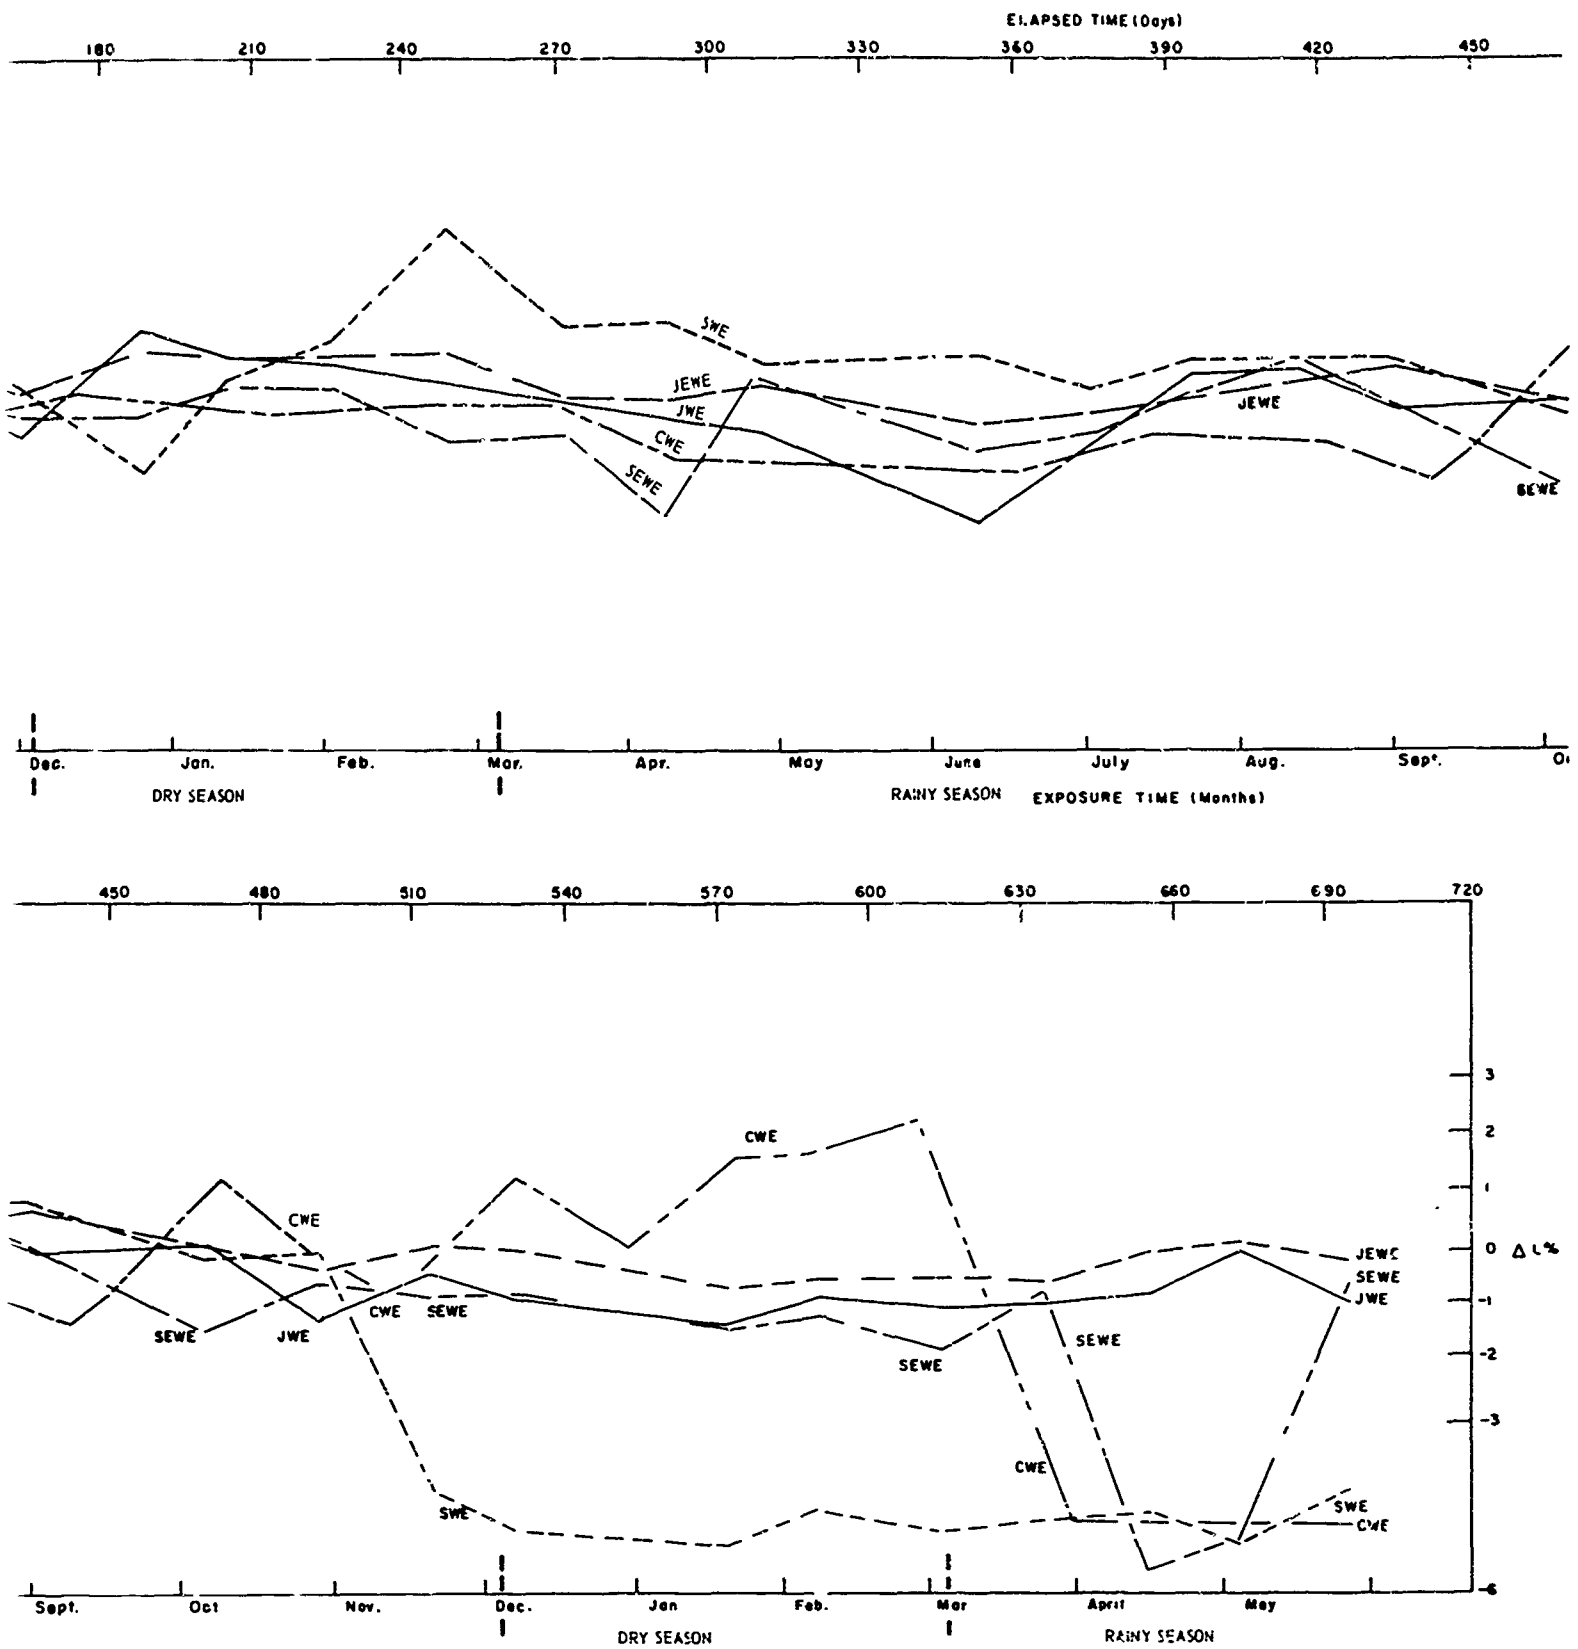 ELAPSED TIME (Days)
180 210 240 270 300 330 360 390 420 450
SWE
JEWE
JWE
JEWE
CWE
SEWE
SEWE
Dec. Jan. Feb. Mar. Apr. May June July Aug. Sept.
DRY SEASON RAINY SEASON EXPOSURE TIME (Months)
450 480 510 540 570 600 630 660 690 720
3
CWE 2
1
CWE
0 Δ L%
JEWE
SEWE
CWE SEWE -1 JWE
SEWE JWE SEWE
SEWE -2
-3
CWE
SWE SWE
CWE
-6
Sept. Oct Nov. Dec. Jan Feb. Mar April May
DRY SEASON RAINY SEASON